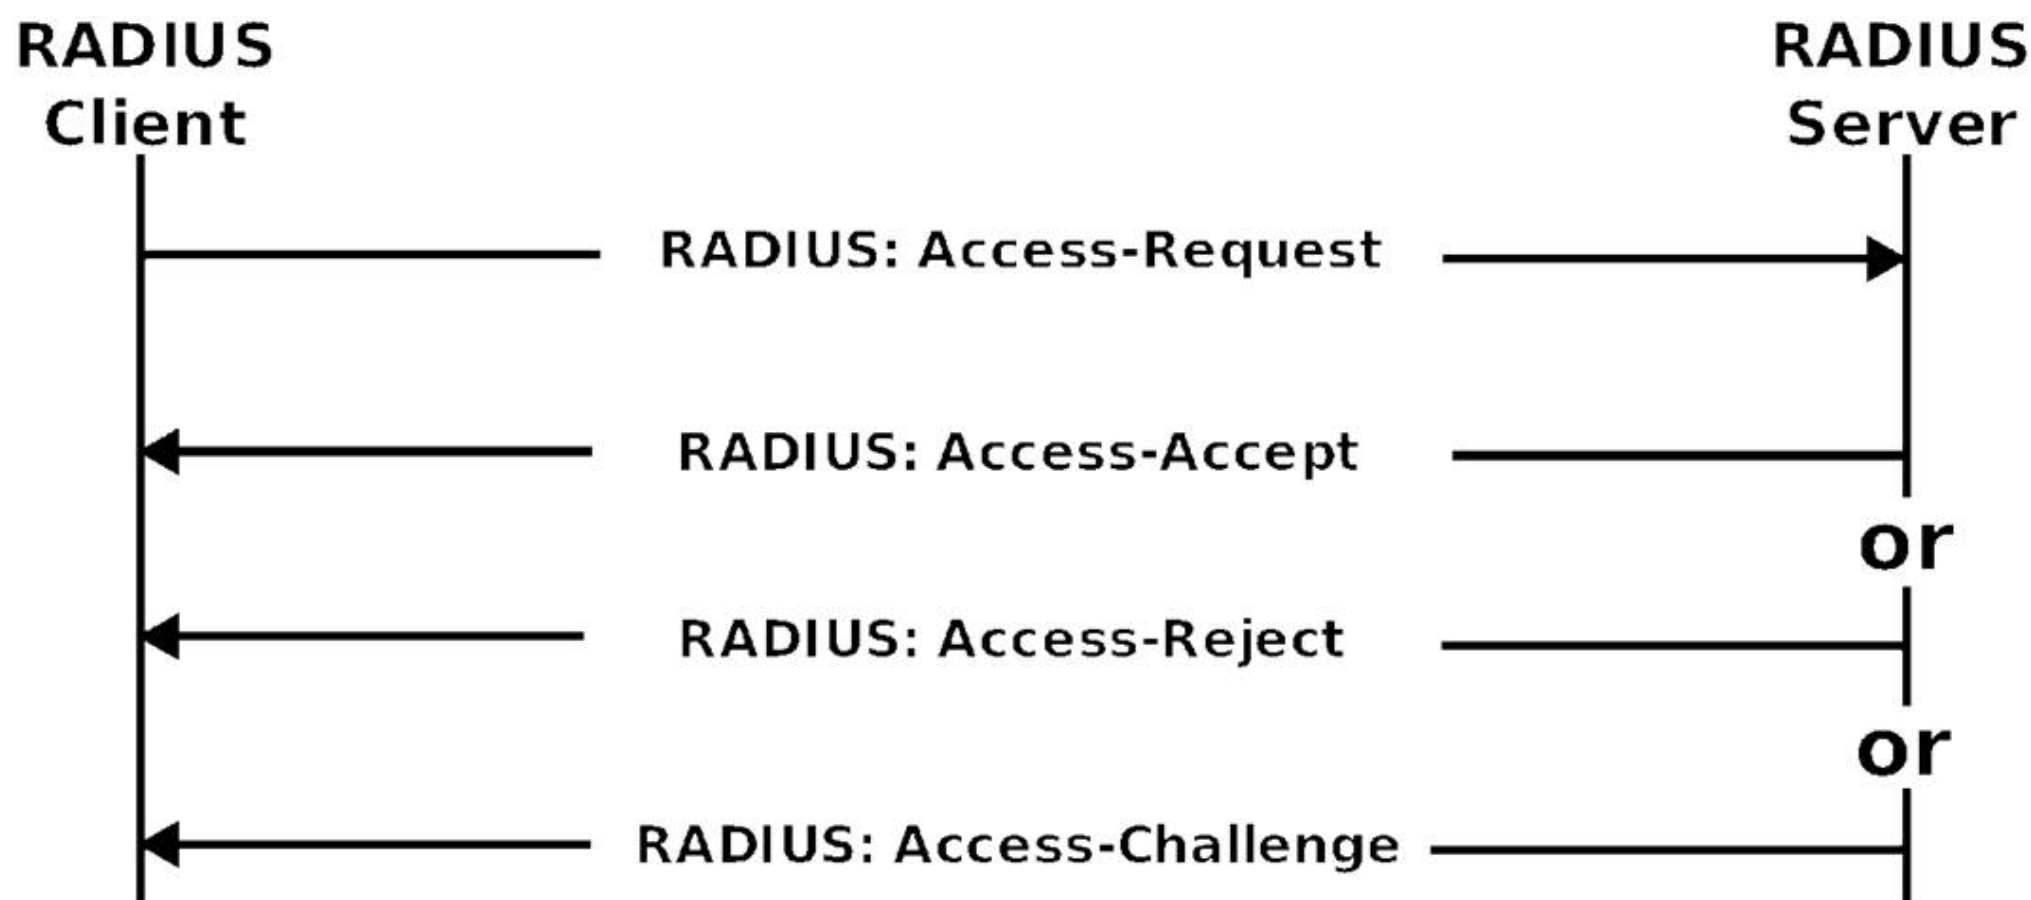 RADIUS
Client
RADIUS
Server
RADIUS: Access-Request
RADIUS: Access-Accept
or
RADIUS: Access-Reject
or
RADIUS: Access-Challenge